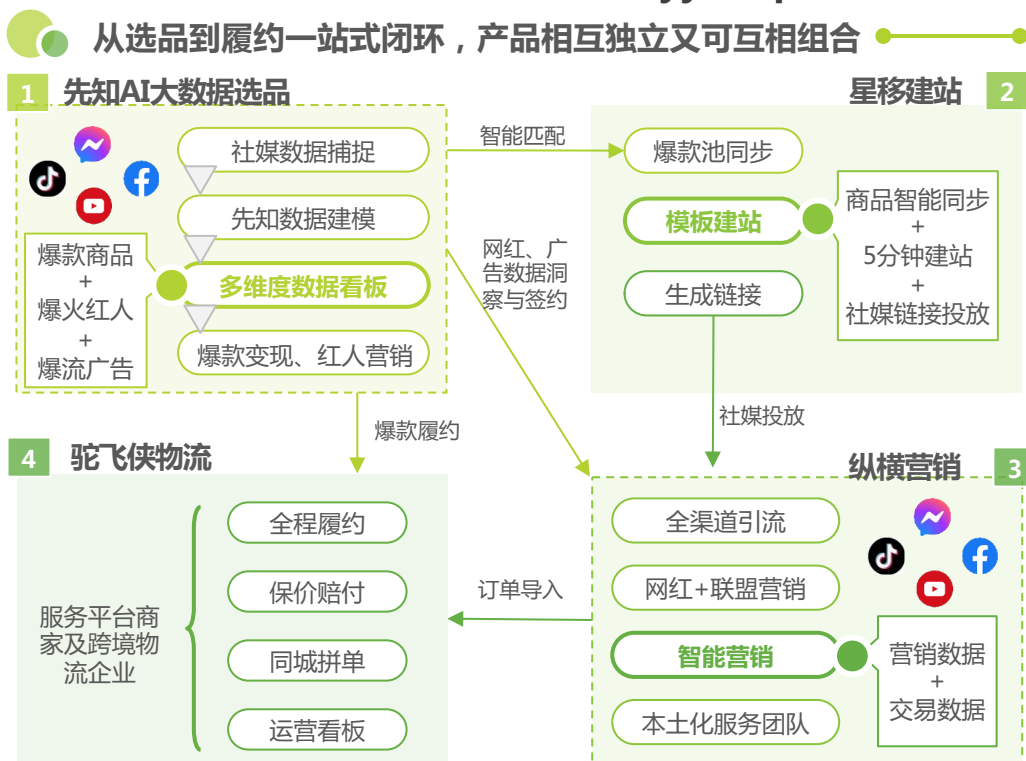 从选品到履约一站式闭环，产品相互独立又可互相组合
1 先知AI大数据选品
社媒数据捕捉
先知数据建模
多维度数据看板
爆款变现、红人营销
爆款商品
+
爆火红人
+
爆流广告
智能匹配
网红、广
告数据洞
察与签约
爆款履约
星移建站 2
爆款池同步
模板建站
生成链接
商品智能同步
+
5分钟建站
+
社媒链接投放
社媒投放
纵横营销 3
全渠道引流
网红+联盟营销
智能营销
本土化服务团队
营销数据
+
交易数据
订单导入
4 驼飞侠物流
服务平台商
家及跨境物
流企业
全程履约
保价赔付
同城拼单
运营看板